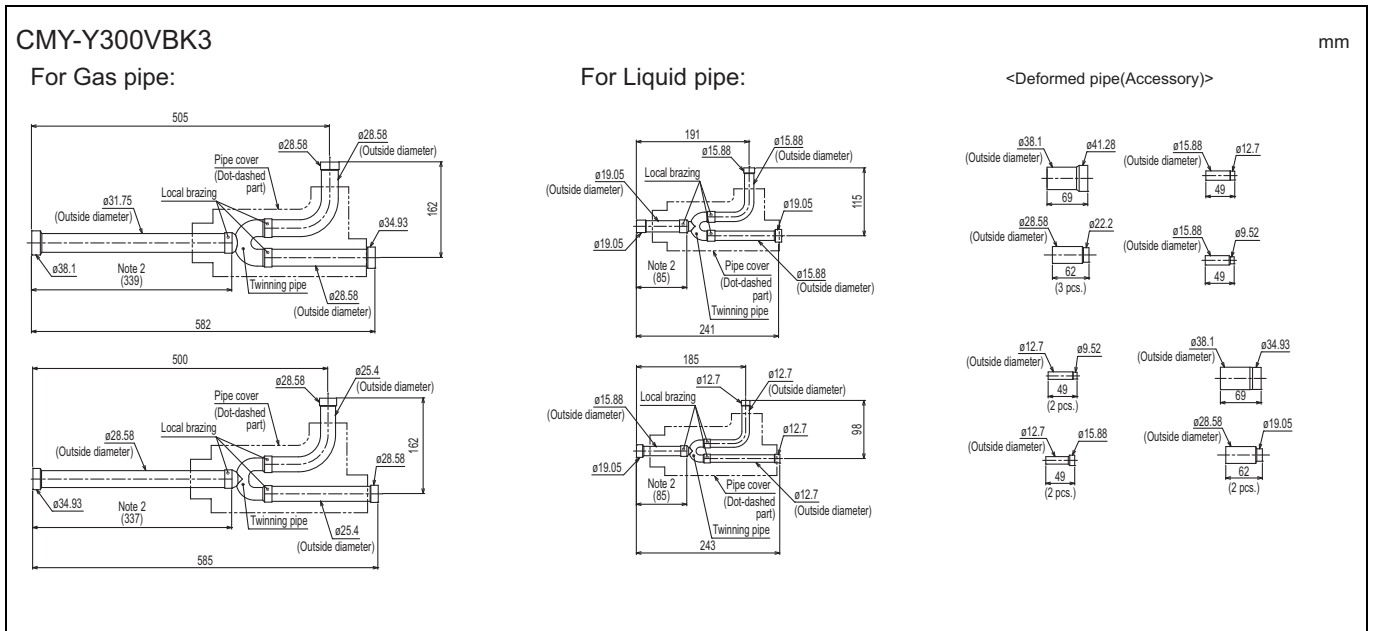 CMY-Y300VBK3
mm
For Gas pipe:
For Liquid pipe:
<Deformed pipe(Accessory)>
505
ø28.58
ø28.58
(Outside diameter)
Pipe cover
(Dot-dashed
part)
Local brazing
ø31.75
(Outside diameter)
162
ø34.93
ø38.1
Note 2
(339)
Twinning pipe
ø28.58
(Outside diameter)
582
500
ø28.58
ø25.4
(Outside diameter)
Pipe cover
(Dot-dashed
part)
Local brazing
ø28.58
(Outside diameter)
162
ø28.58
ø34.93
Note 2
(337)
Twinning pipe
ø25.4
(Outside diameter)
585
191
ø15.88
ø15.88
(Outside diameter)
Local brazing
ø19.05
(Outside diameter)
ø19.05
115
ø19.05
Note 2
(85)
Pipe cover
(Dot-dashed
part)
ø15.88
(Outside diameter)
Twinning pipe
241
185
ø12.7
ø12.7
(Outside diameter)
Local brazing
ø15.88
(Outside diameter)
ø12.7
98
ø19.05
Note 2
(85)
Pipe cover
(Dot-dashed
part)
ø12.7
(Outside diameter)
Twinning pipe
243
ø38.1
(Outside diameter)
ø41.28
69
ø15.88
(Outside diameter)
ø12.7
49
ø28.58
(Outside diameter)
ø22.2
62
(3 pcs.)
ø15.88
(Outside diameter)
ø9.52
49
ø12.7
(Outside diameter)
ø9.52
49
(2 pcs.)
ø38.1
(Outside diameter)
ø34.93
69
ø12.7
(Outside diameter)
ø15.88
49
(2 pcs.)
ø28.58
(Outside diameter)
ø19.05
62
(2 pcs.)